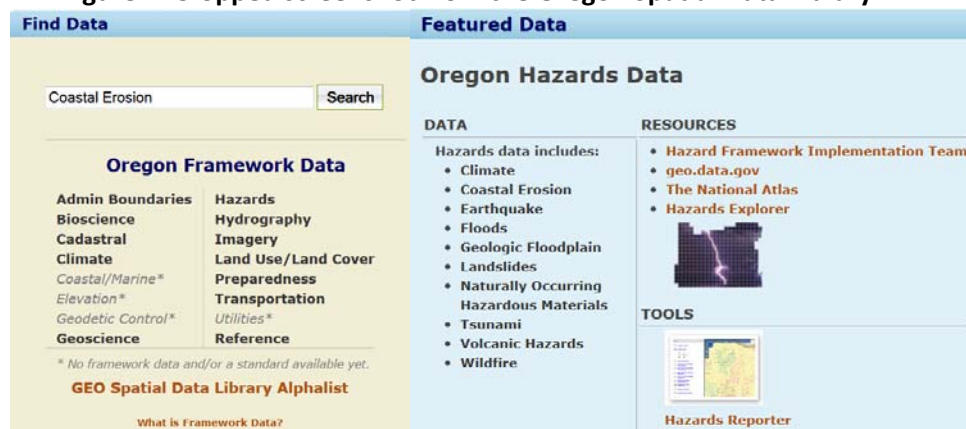 Find Data
Coastal Erosion
Search
Oregon Framework Data
Admin Boundaries
Bioscience
Cadastral
Climate
Coastal/Marine*
Elevation*
Geodetic Control*
Geoscience
Hazards
Hydrography
Imagery
Land Use/Land Cover
Preparedness
Transportation
Utilities*
Reference
* No framework data and/or a standard available yet.
GEO Spatial Data Library Alphalist
What is Framework Data?
Featured Data
Oregon Hazards Data
DATA
Hazards data includes:
• Climate
• Coastal Erosion
• Earthquake
• Floods
• Geologic Floodplain
• Landslides
• Naturally Occurring
Hazardous Materials
• Tsunami
• Volcanic Hazards
• Wildfire
RESOURCES
• Hazard Framework Implementation Team
• geo.data.gov
• The National Atlas
• Hazards Explorer
TOOLS
Hazards Reporter